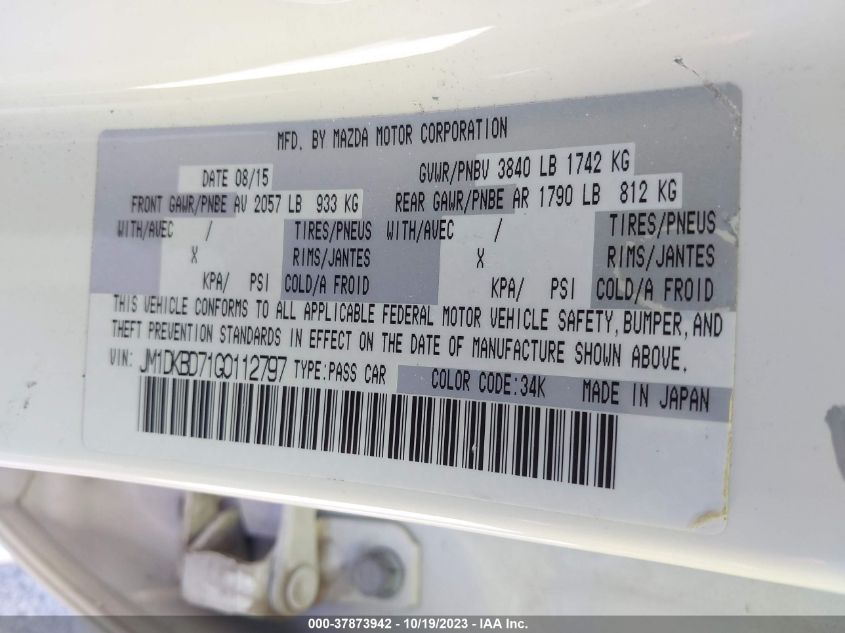 MFD. BY MAZDA MOTOR CORPORATION
DATE 08/15 GVWR/PNBV 3840 LB 1742 KG
FRONT GAWR/PNBE AV 2057 LB 933 KG REAR GAWR/PNBE AR 1790 LB 812 KG
WITH/AVEC / TIRES/PNEUS WITH/AVEC / TIRES/PNEUS
X RIMS/JANTES X RIMS/JANTES
KPA/ PSI COLD/A FROID KPA/ PSI COLD/A FROID
THIS VEHICLE CONFORMS TO ALL APPLICABLE FEDERAL MOTOR VEHICLE SAFETY, BUMPER, AND
THEFT PREVENTION STANDARDS IN EFFECT ON THE DATE OF MANUFACTURE SHOWN ABOVE.
VIN: JM1DKBD71G0112797 TYPE:PASS CAR COLOR CODE:34K MADE IN JAPAN
000-37873942 - 10/19/2023 - IAA Inc.